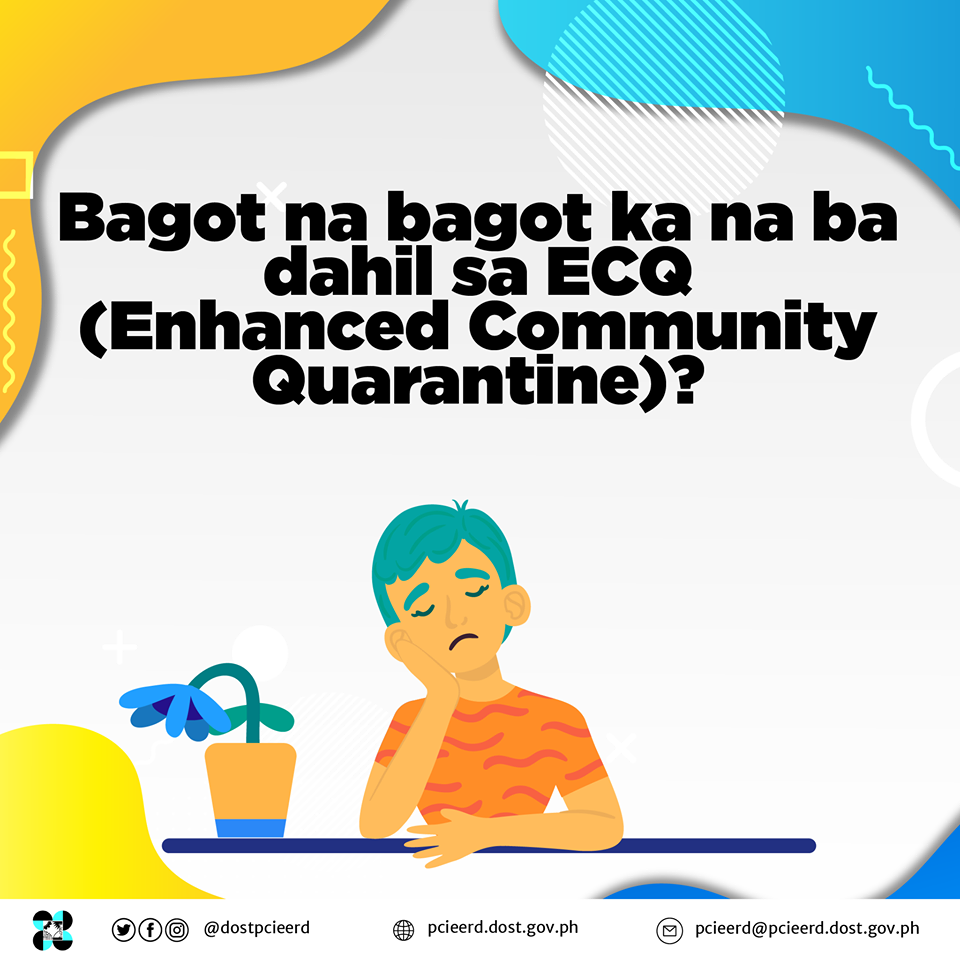 Bagot na bagot ka na ba
dahil sa ECQ
(Enhanced Community
Quarantine)?
@dostpcieerd
pcieerd.dost.gov.ph
pcieerd@pcieerd.dost.gov.ph